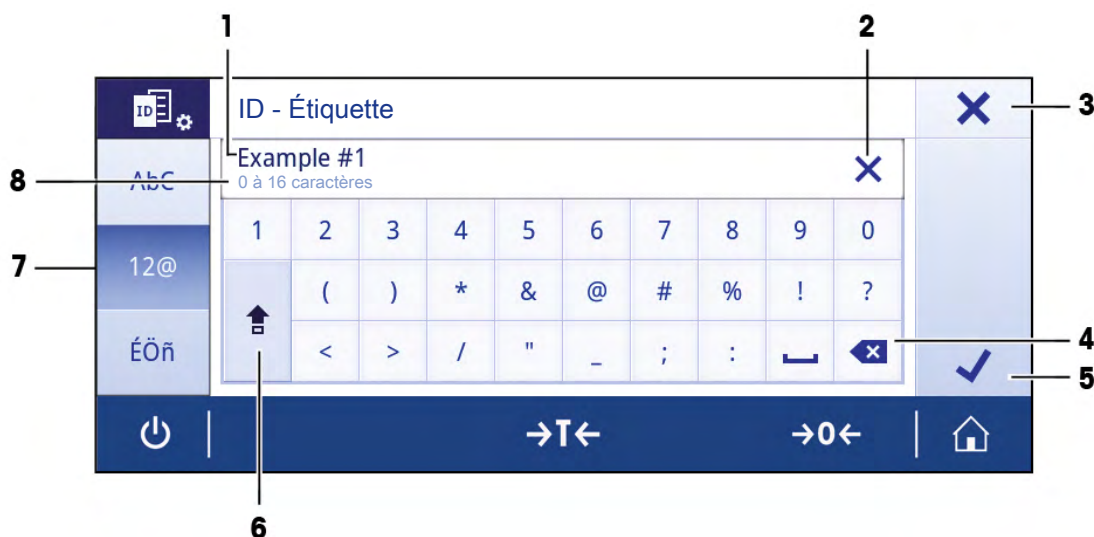 1 2
ID ID - Étiquette 3
Example #1
8 AbC 0 à 16 caractères
1 2 3 4 5 6 7 8 9 0
7 12@
( ) * & @ # % ! ?
ÉÖñ < > / " _ ; : 4
5
→T← →0←
6